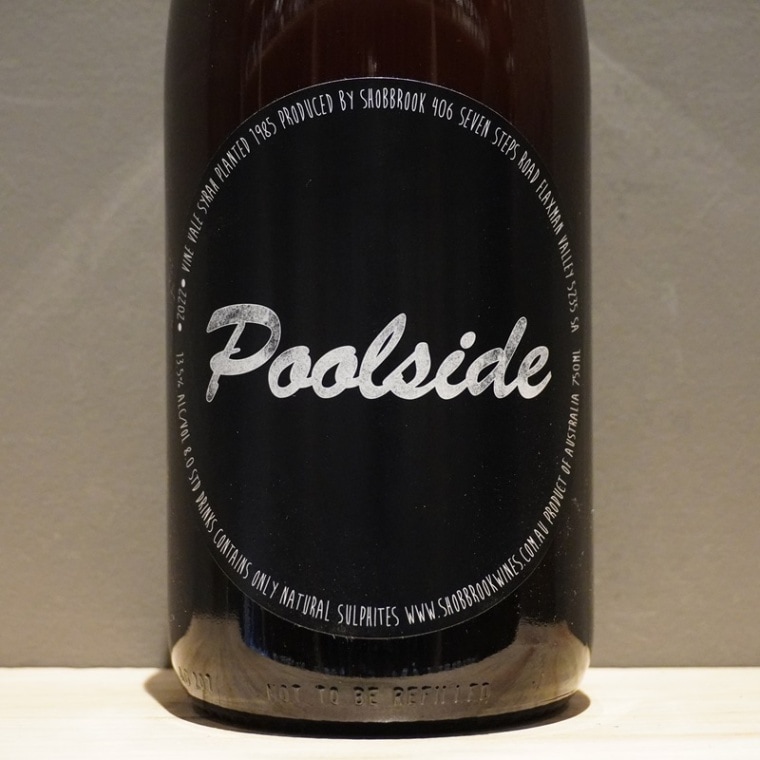 •2022• VINE VALE SYRAH PLANTED 1985 PRODUCED BY SHOBBROOK 406 SEVEN STEPS ROAD FLAXMAN VALLEY 5235
750ML PRODUCT OF AUSTRALIA
Poolside
13.5% ALC/VOL 8.0 STD DRINKS CONTAINS ONLY NATURAL SULPHITES WWW.SHOBBROOKWINES.COM.AU
NOT TO BE REFILLED